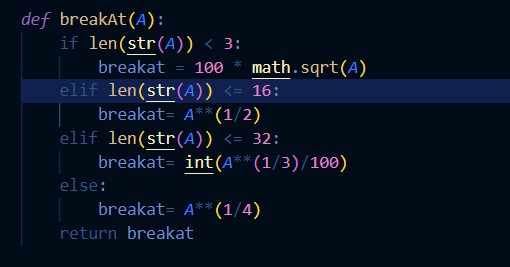 def breakAt(A):
    if len(str(A)) < 3:
        breakat = 100 * math.sqrt(A)
    elif len(str(A)) <= 16:
        breakat= A**(1/2)
    elif len(str(A)) <= 32:
        breakat= int(A**(1/3)/100)
    else:
        breakat= A**(1/4)
    return breakat